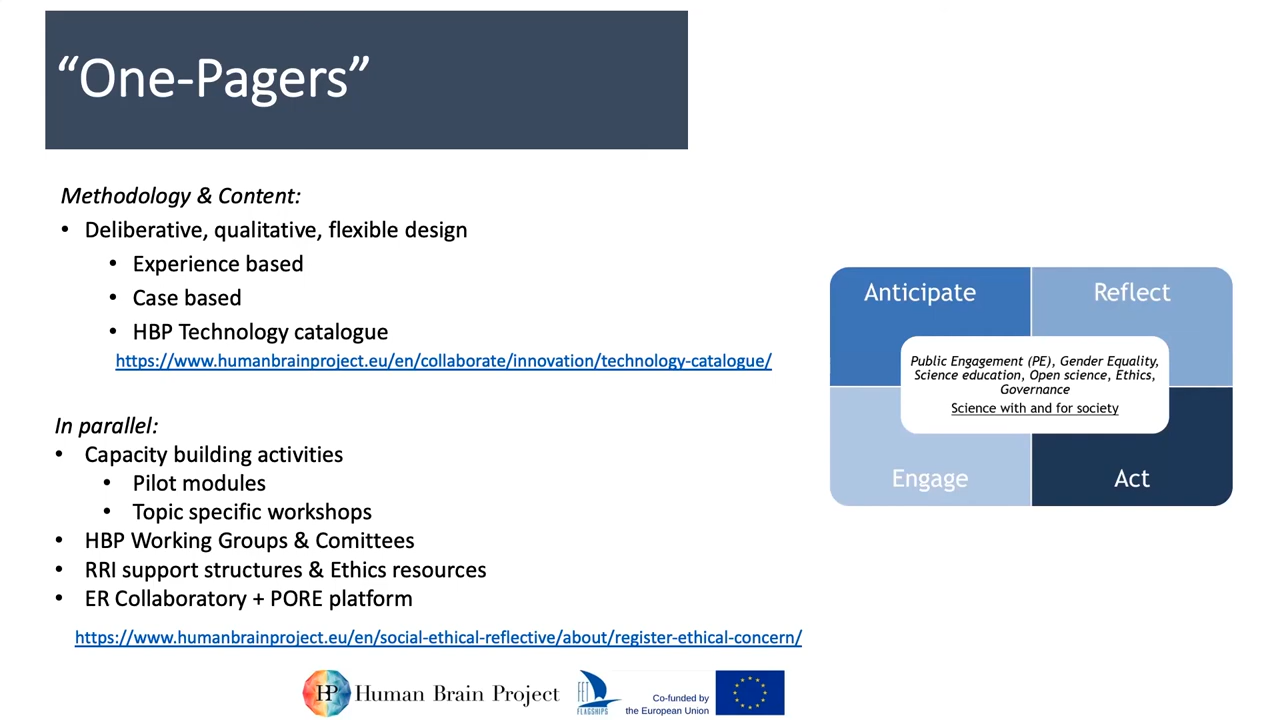 “One-Pagers”
Methodology & Content:
• Deliberative, qualitative, flexible design
• Experience based
• Case based
• HBP Technology catalogue
https://www.humanbrainproject.eu/en/collaborate/innovation/technology-catalogue/
In parallel:
• Capacity building activities
• Pilot modules
• Topic specific workshops
• HBP Working Groups & Comittees
• RRI support structures & Ethics resources
• ER Collaboratory + PORE platform
https://www.humanbrainproject.eu/en/social-ethical-reflective/about/register-ethical-concern/
Anticipate
Reflect
Public Engagement (PE), Gender Equality,
Science education, Open science, Ethics,
Governance
Science with and for society
Engage
Act
HP Human Brain Project
FET
FLAGSHIPS
Co-funded by
the European Union